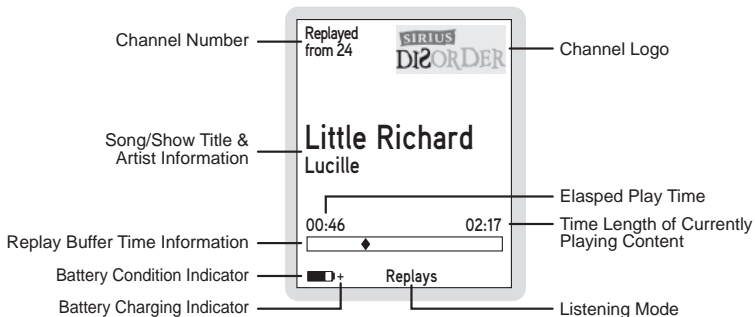 Channel Number
Replayed
from 24
SIRIUS
DISORDER
Channel Logo
Song/Show Title &
Artist Information
Little Richard
Lucille
Elasped Play Time
00:46
02:17
Time Length of Currently
Playing Content
Replay Buffer Time Information
Battery Condition Indicator
+
Replays
Battery Charging Indicator
Listening Mode